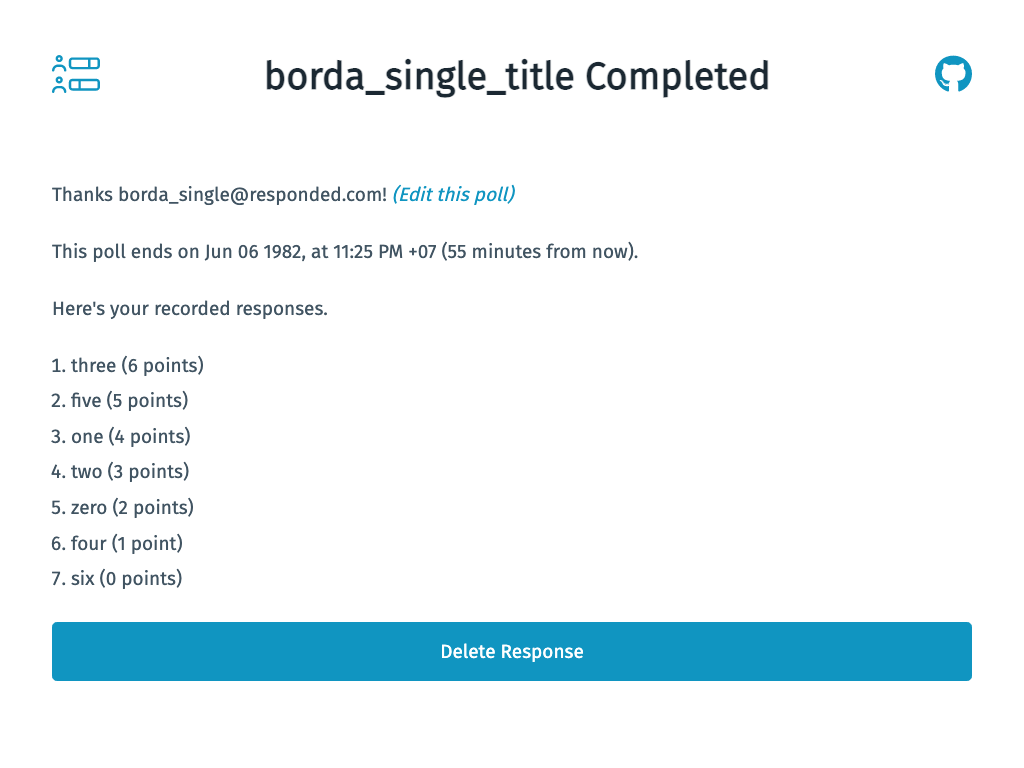 borda_single_title Completed
Thanks borda_single@responded.com! (Edit this poll)
This poll ends on Jun 06 1982, at 11:25 PM +07 (55 minutes from now).
Here's your recorded responses.
1. three (6 points)
2. five (5 points)
3. one (4 points)
4. two (3 points)
5. zero (2 points)
6. four (1 point)
7. six (0 points)
Delete Response